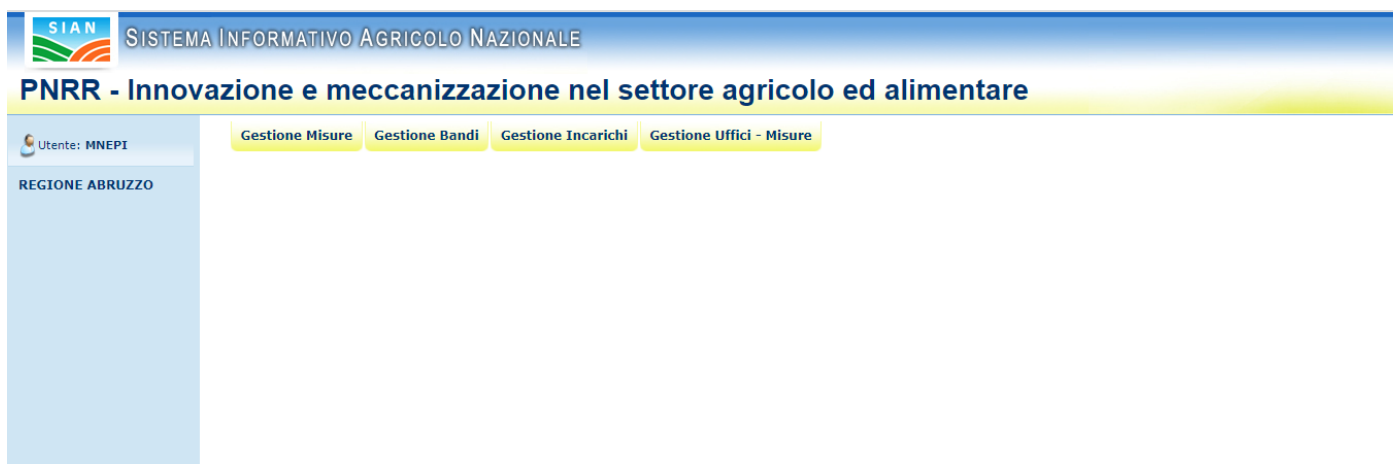 SIAN
SISTEMA INFORMATIVO AGRICOLO NAZIONALE
PNRR - Innovazione e meccanizzazione nel settore agricolo ed alimentare
Utente: MNEPI
Gestione Misure Gestione Bandi Gestione Incarichi Gestione Uffici - Misure
REGIONE ABRUZZO